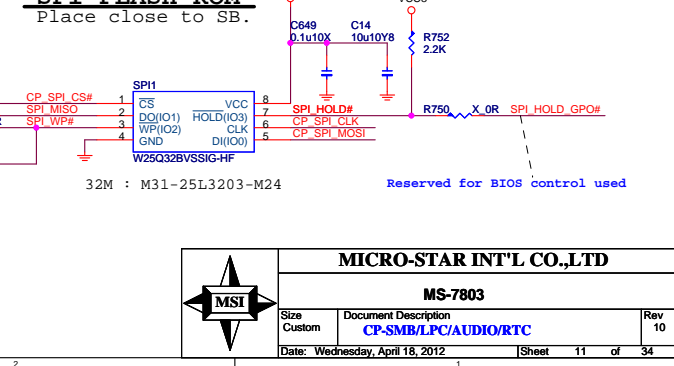 SPI FLASH ROM
Place close to SB.
C649
0.1u10X
C14
10u10Y8
R752
2.2K
SPI1
CP_SPI_CS# 1 CS VCC 8
SPI_MISO 2 DO(IO1) HOLD(IO3) 7 SPI_HOLD# R750 X_0R SPI_HOLD_GPO#
SPI_WP# 3 WP(IO2) CLK 6 CP_SPI_CLK
4 GND DI(IO0) 5 CP_SPI_MOSI
W25Q32BVSSIG-HF
32M : M31-25L3203-M24
Reserved for BIOS control used
MSI
MICRO-STAR INT'L CO.,LTD
MS-7803
Size
Custom
Document Description
CP-SMB/LPC/AUDIO/RTC
Rev
10
Date: Wednesday, April 18, 2012
Sheet 11 of 34
2
1